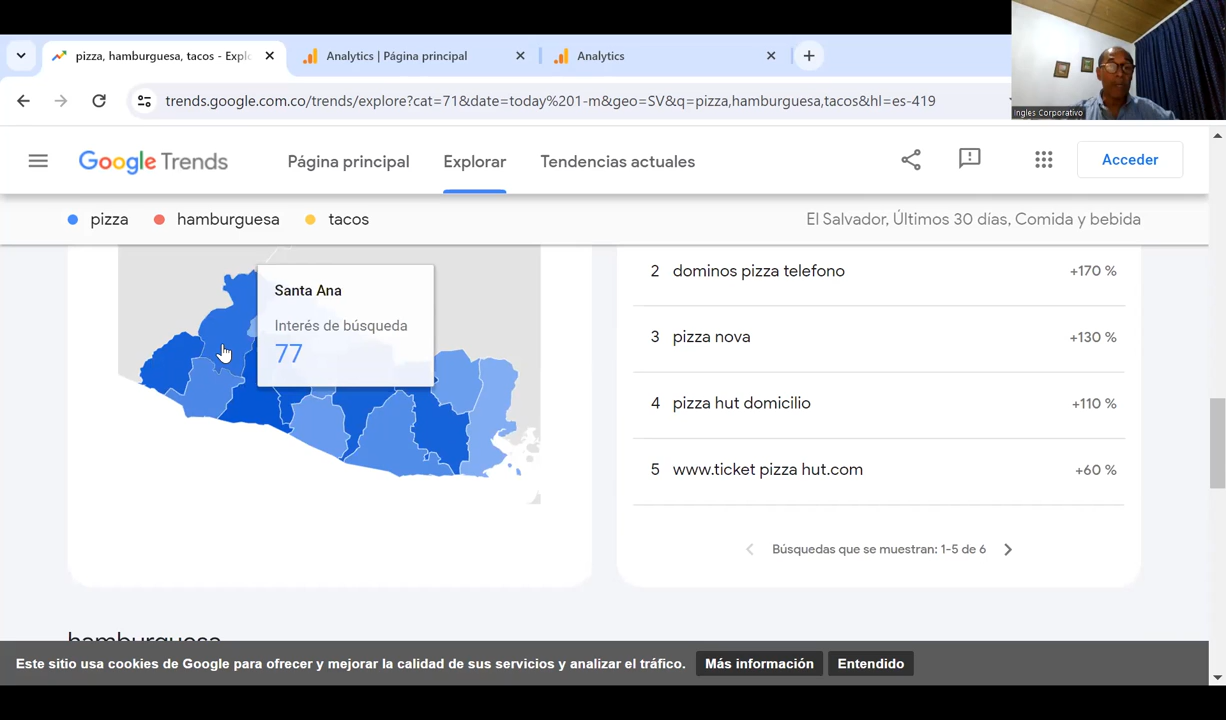 pizza, hamburguesa, tacos - Explo
Analytics | Página principal
Analytics
trends.google.com.co/trends/explore?cat=71&date=today%201-m&geo=SV&q=pizza,hamburguesa,tacos&hl=es-419
Ingles Corporativo
Google Trends
Página principal
Explorar
Tendencias actuales
Acceder
pizza
hamburguesa
tacos
El Salvador, Últimos 30 días, Comida y bebida
Santa Ana
Interés de búsqueda
77
2 dominos pizza telefono +170 %
3 pizza nova +130 %
4 pizza hut domicilio +110 %
5 www.ticket pizza hut.com +60 %
Búsquedas que se muestran: 1-5 de 6
hamburguesa
Este sitio usa cookies de Google para ofrecer y mejorar la calidad de sus servicios y analizar el tráfico.
Más información
Entendido